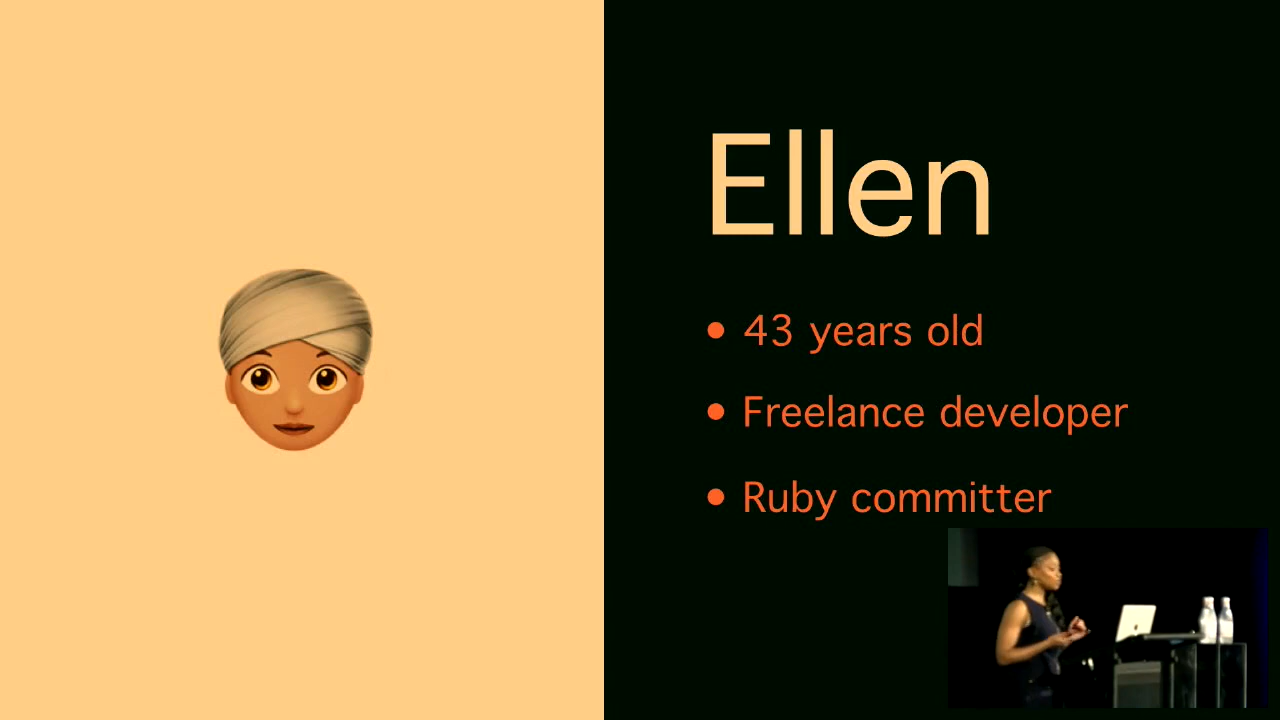 Ellen
• 43 years old
• Freelance developer
• Ruby committer